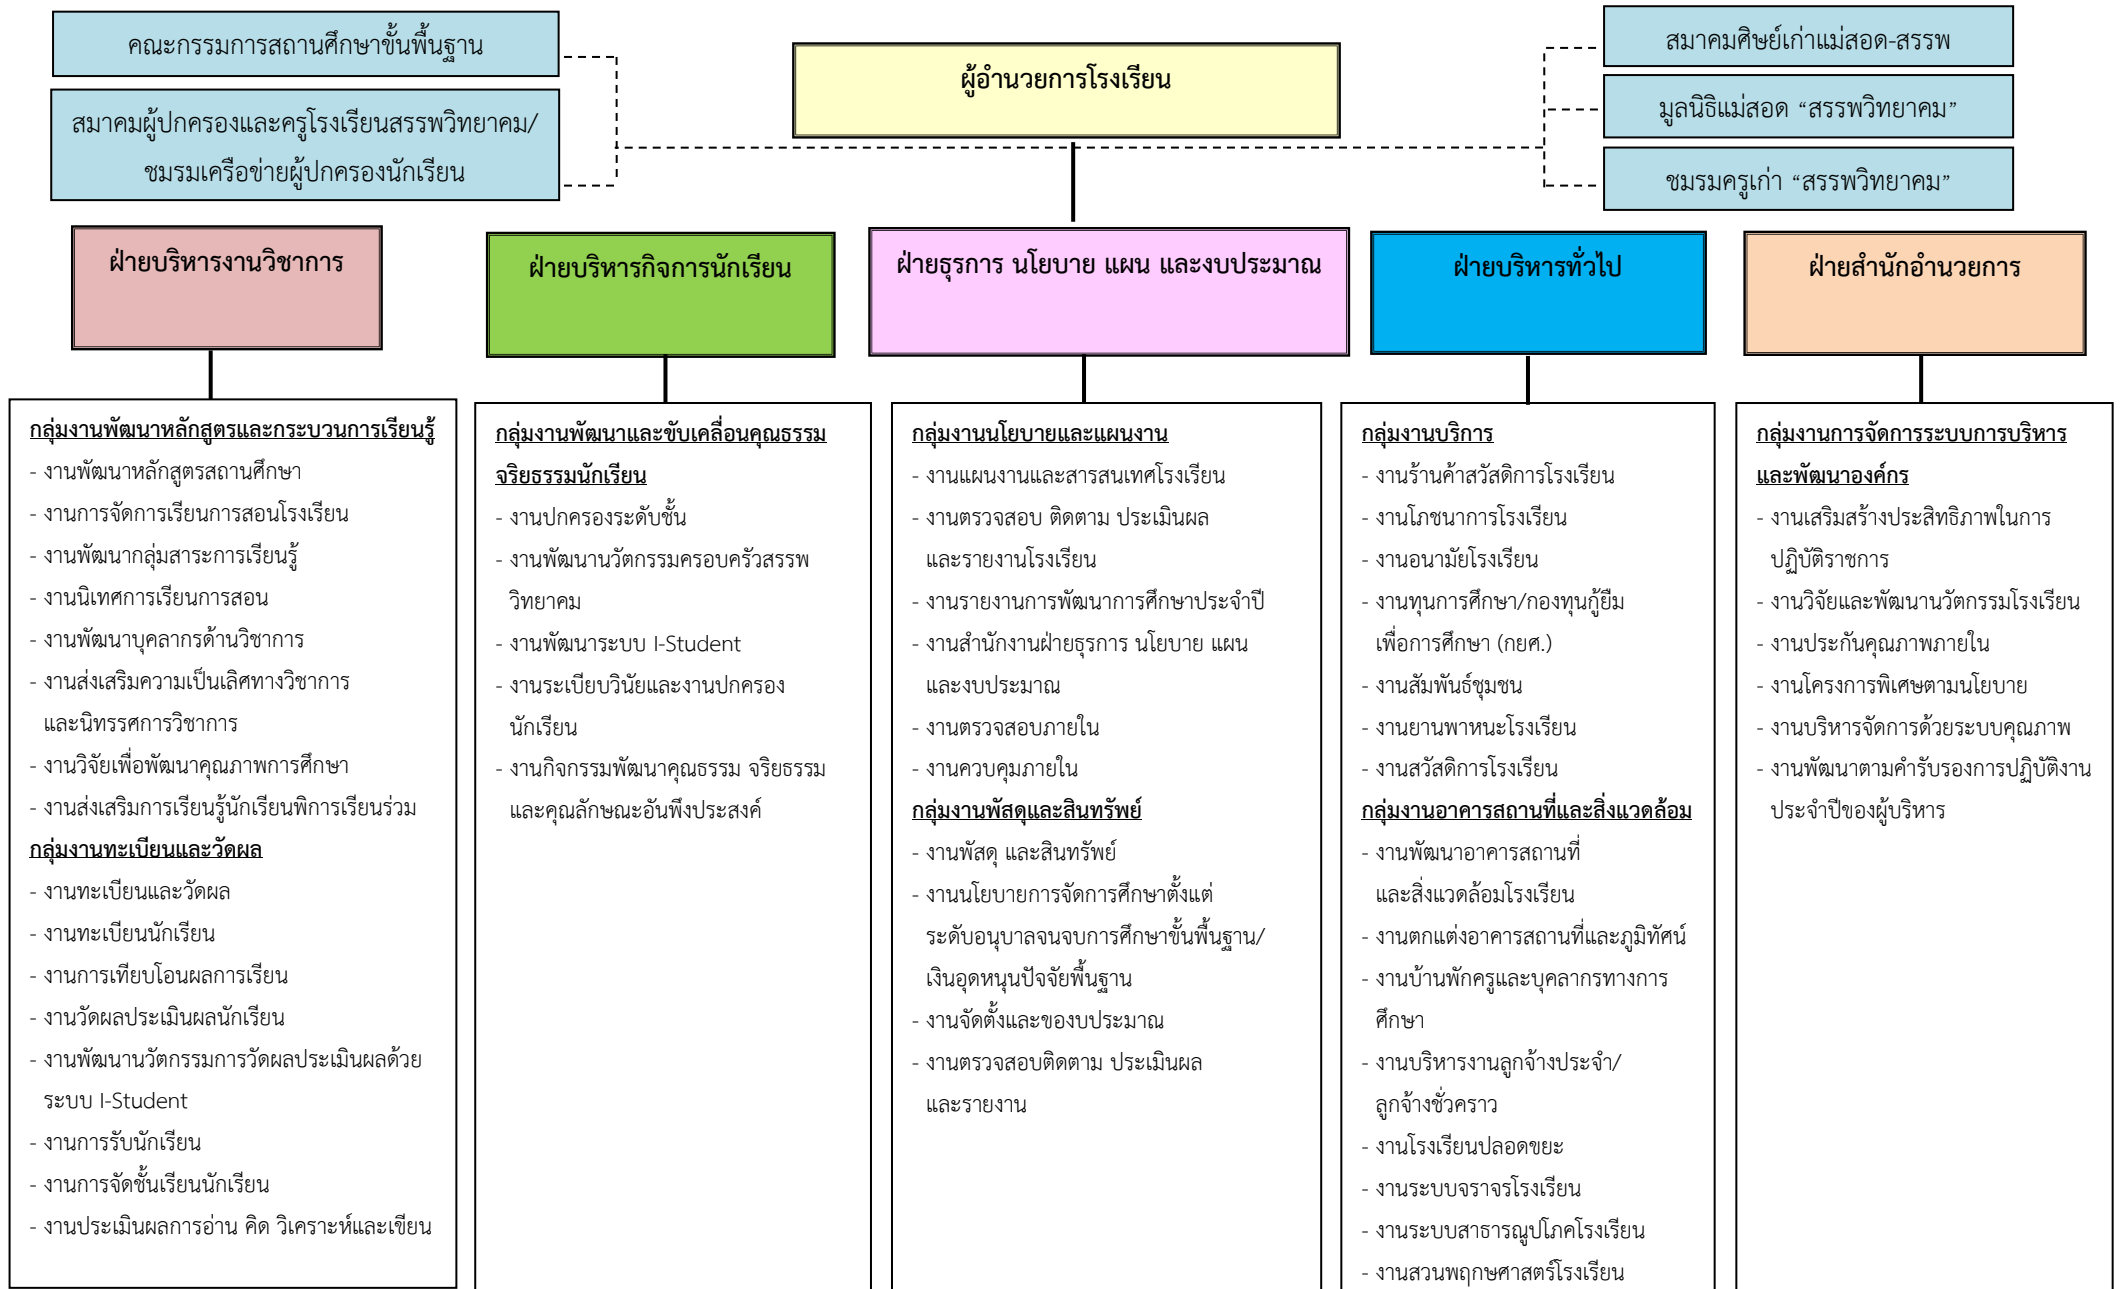 คณะกรรมการสถานศึกษาขั้นพื้นฐาน
สมาคมผู้ปกครองและครูโรงเรียนสรรพวิทยาคม/
ชมรมเครือข่ายผู้ปกครองนักเรียน
ผู้อำนวยการโรงเรียน
สมาคมศิษย์เก่าแม่สอด-สรรพ
มูลนิธิแม่สอด “สรรพวิทยาคม”
ชมรมครูเก่า “สรรพวิทยาคม”
ฝ่ายบริหารงานวิชาการ
กลุ่มงานพัฒนาหลักสูตรและกระบวนการเรียนรู้
- งานพัฒนาหลักสูตรสถานศึกษา
- งานการจัดการเรียนการสอนโรงเรียน
- งานพัฒนากลุ่มสาระการเรียนรู้
- งานนิเทศการเรียนการสอน
- งานพัฒนาบุคลากรด้านวิชาการ
- งานส่งเสริมความเป็นเลิศทางวิชาการ
และนิทรรศการวิชาการ
- งานวิจัยเพื่อพัฒนาคุณภาพการศึกษา
- งานส่งเสริมการเรียนรู้นักเรียนพิการเรียนร่วม
กลุ่มงานทะเบียนและวัดผล
- งานทะเบียนและวัดผล
- งานทะเบียนนักเรียน
- งานการเทียบโอนผลการเรียน
- งานวัดผลประเมินผลนักเรียน
- งานพัฒนานวัตกรรมการวัดผลประเมินผลด้วย
ระบบ I-Student
- งานการรับนักเรียน
- งานการจัดชั้นเรียนนักเรียน
- งานประเมินผลการอ่าน คิด วิเคราะห์และเขียน
ฝ่ายบริหารกิจการนักเรียน
กลุ่มงานพัฒนาและขับเคลื่อนคุณธรรม
จริยธรรมนักเรียน
- งานปกครองระดับชั้น
- งานพัฒนานวัตกรรมครอบครัวสรรพ
วิทยาคม
- งานพัฒนาระบบ I-Student
- งานระเบียบวินัยและงานปกครอง
นักเรียน
- งานกิจกรรมพัฒนาคุณธรรม จริยธรรม
และคุณลักษณะอันพึงประสงค์
ฝ่ายธุรการ นโยบาย แผน และงบประมาณ
กลุ่มงานนโยบายและแผนงาน
- งานแผนงานและสารสนเทศโรงเรียน
- งานตรวจสอบ ติดตาม ประเมินผล
และรายงานโรงเรียน
- งานรายงานการพัฒนาการศึกษาประจำปี
- งานสำนักงานฝ่ายธุรการ นโยบาย แผน
และงบประมาณ
- งานตรวจสอบภายใน
- งานควบคุมภายใน
กลุ่มงานพัสดุและสินทรัพย์
- งานพัสดุ และสินทรัพย์
- งานนโยบายการจัดการศึกษาตั้งแต่
ระดับอนุบาลจนจบการศึกษาขั้นพื้นฐาน/
เงินอุดหนุนปัจจัยพื้นฐาน
- งานจัดตั้งและของบประมาณ
- งานตรวจสอบติดตาม ประเมินผล
และรายงาน
ฝ่ายบริหารทั่วไป
กลุ่มงานบริการ
- งานร้านค้าสวัสดิการโรงเรียน
- งานโภชนาการโรงเรียน
- งานอนามัยโรงเรียน
- งานทุนการศึกษา/กองทุนกู้ยืม
เพื่อการศึกษา (กยศ.)
- งานสัมพันธ์ชุมชน
- งานยานพาหนะโรงเรียน
- งานสวัสดิการโรงเรียน
กลุ่มงานอาคารสถานที่และสิ่งแวดล้อม
- งานพัฒนาอาคารสถานที่
และสิ่งแวดล้อมโรงเรียน
- งานตกแต่งอาคารสถานที่และภูมิทัศน์
- งานบ้านพักครูและบุคลากรทางการ
ศึกษา
- งานบริหารงานลูกจ้างประจำ/
ลูกจ้างชั่วคราว
- งานโรงเรียนปลอดขยะ
- งานระบบจราจรโรงเรียน
- งานระบบสาธารณูปโภคโรงเรียน
- งานสวนพฤกษศาสตร์โรงเรียน
ฝ่ายสำนักอำนวยการ
กลุ่มงานการจัดการระบบการบริหาร
และพัฒนาองค์กร
- งานเสริมสร้างประสิทธิภาพในการ
ปฏิบัติราชการ
- งานวิจัยและพัฒนานวัตกรรมโรงเรียน
- งานประกันคุณภาพภายใน
- งานโครงการพิเศษตามนโยบาย
- งานบริหารจัดการด้วยระบบคุณภาพ
- งานพัฒนาตามคำรับรองการปฏิบัติงาน
ประจำปีของผู้บริหาร